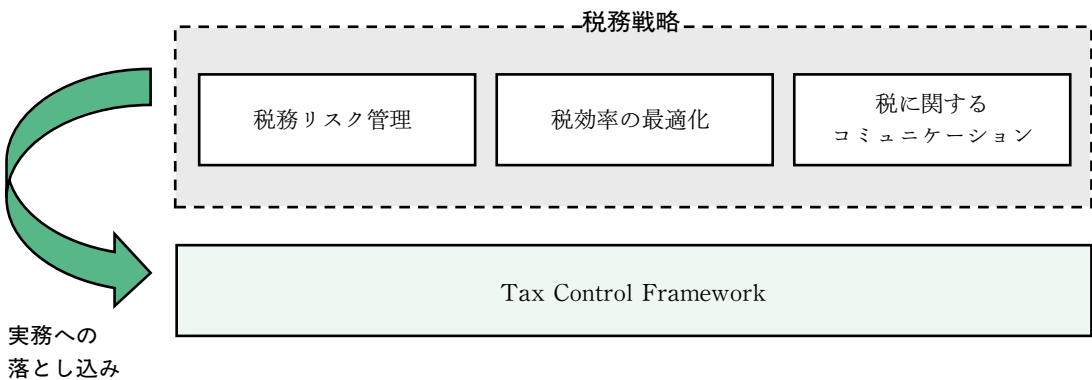 税務戦略
税務リスク管理
税効率の最適化
税に関する
コミュニケーション
Tax Control Framework
実務への
落とし込み